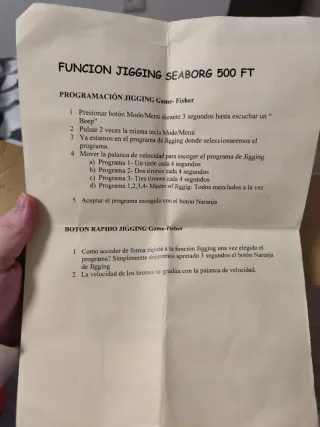 FUNCION JIGGING SEABORG 500 FT
PROGRAMACIÓN JIGGING Game- Fisher
1 Presionar botón Mode/Menú durante 3 segundos hasta escuchar un "
Beep"
2 Pulsar 2 veces la misma tecla Mode/Menú
3 Ya estamos en el programa de Jigging donde seleccionaremos el
programa.
4 Mover la palanca de velocidad para escoger el programa de Jigging
a) Programa 1- Un tirón cada 4 segundos
b) Programa 2- Dos tirones cada 4 segundos
c) Programa 3- Tres tirones cada 4 segundos
d) Programa 1,2,3,4- Master of Jiggig: Todos mezclados a la vez
5 Aceptar el programa escogido con el botón Naranja
BOTON RAPIDO JIGGING Game-Fisher
1 Como acceder de forma rápida a la función Jigging una vez elegido el
programa? Simplemente dejaremos apretado 3 segundos el botón Naranja
de Jigging
2 La velocidad de los tirones se gradúa con la palanca de velocidad.